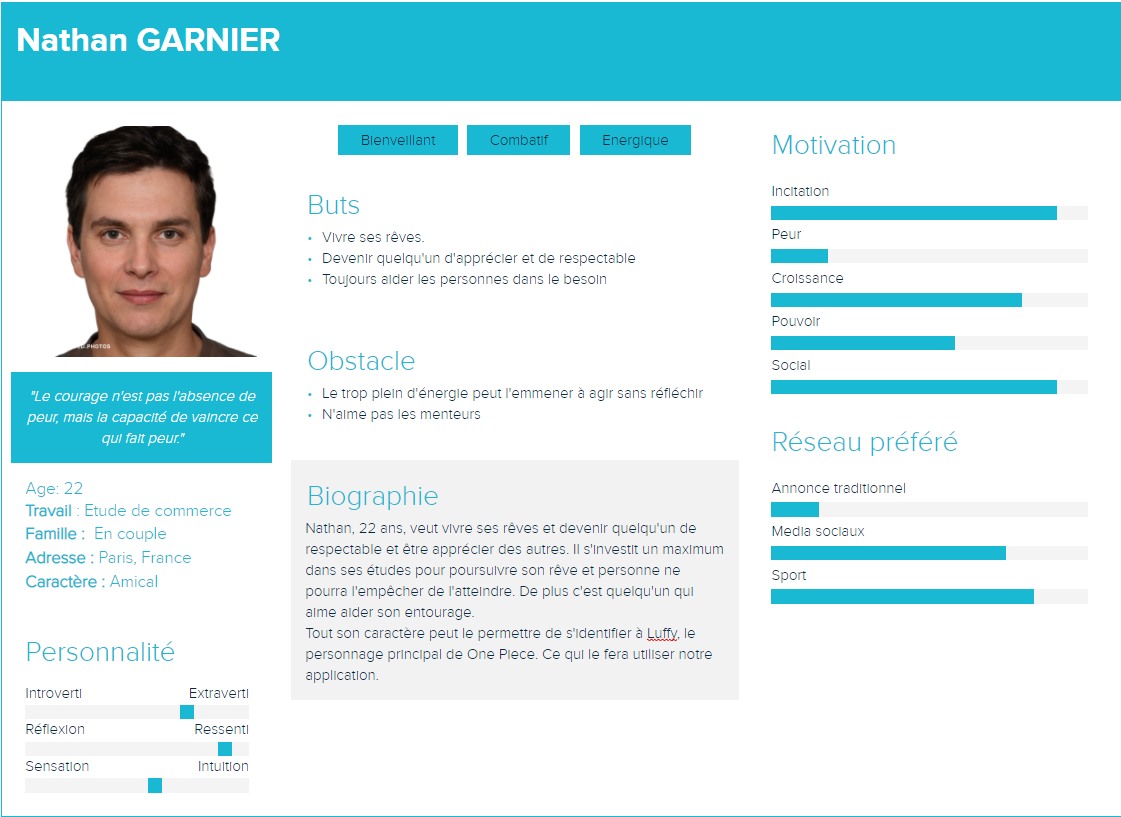 Nathan GARNIER
PHOTOS
"Le courage n'est pas l'absence de
peur, mais la capacité de vaincre ce
qui fait peur."
Age: 22
Travail : Etude de commerce
Famille : En couple
Adresse : Paris, France
Caractère : Amical
Personnalité
Introverti Extraverti
Réflexion Ressenti
Sensation Intuition
Bienveillant Combatif Energique
Buts
• Vivre ses rêves.
• Devenir quelqu'un d'apprécier et de respectable
• Toujours aider les personnes dans le besoin
Obstacle
• Le trop plein d'énergie peut l'emmener à agir sans réfléchir
• N'aime pas les menteurs
Biographie
Nathan, 22 ans, veut vivre ses rêves et devenir quelqu'un de
respectable et être apprécier des autres. Il s'investit un maximum
dans ses études pour poursuivre son rêve et personne ne
pourra l'empêcher de l'atteindre. De plus c'est quelqu'un qui
aime aider son entourage.
Tout son caractère peut le permettre de s'identifier à Luffy, le
personnage principal de One Piece. Ce qui le fera utiliser notre
application.
Motivation
Incitation
Peur
Croissance
Pouvoir
Social
Réseau préféré
Annonce traditionnel
Media sociaux
Sport